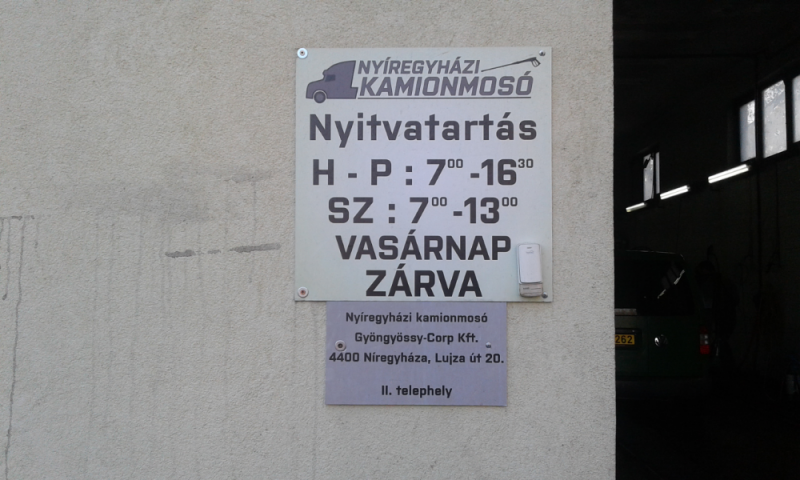 NYÍREGYHÁZI
KAMIONMOSÓ
Nyitvatartás
H - P : 7⁰⁰ -16³⁰
SZ : 7⁰⁰ -13⁰⁰
VASÁRNAP
ZÁRVA
Nyíregyházi kamionmosó
Gyöngyössy-Corp Kft.
4400 Níregyháza, Lujza út 20.
II. telephely
262